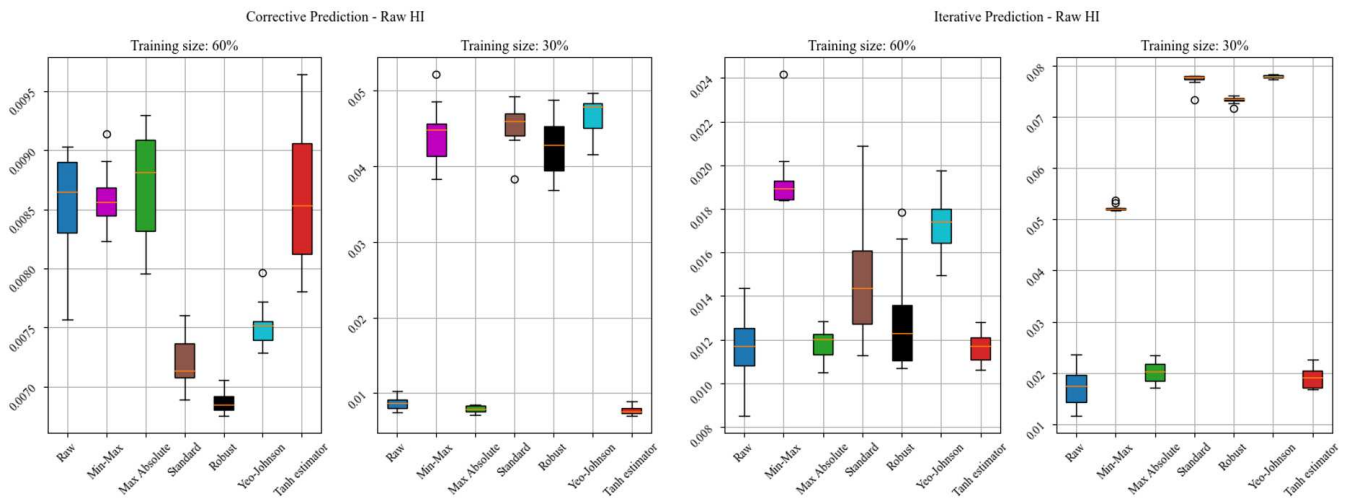 Corrective Prediction - Raw HI
Iterative Prediction - Raw HI
Training size: 60%
Training size: 30%
Training size: 60%
Training size: 30%
0.0095
0.0090
0.0085
0.0080
0.0075
0.0070
0.05
0.04
0.03
0.02
0.01
0.024
0.022
0.020
0.018
0.016
0.014
0.012
0.010
0.008
0.08
0.07
0.06
0.05
0.04
0.03
0.02
0.01
Raw
Min-Max
Max Absolute
Standard
Robust
Yeo-Johnson
Tanh estimator
Raw
Min-Max
Max Absolute
Standard
Robust
Yeo-Johnson
Tanh estimator
Raw
Min-Max
Max Absolute
Standard
Robust
Yeo-Johnson
Tanh estimator
Raw
Min-Max
Max Absolute
Standard
Robust
Yeo-Johnson
Tanh estimator